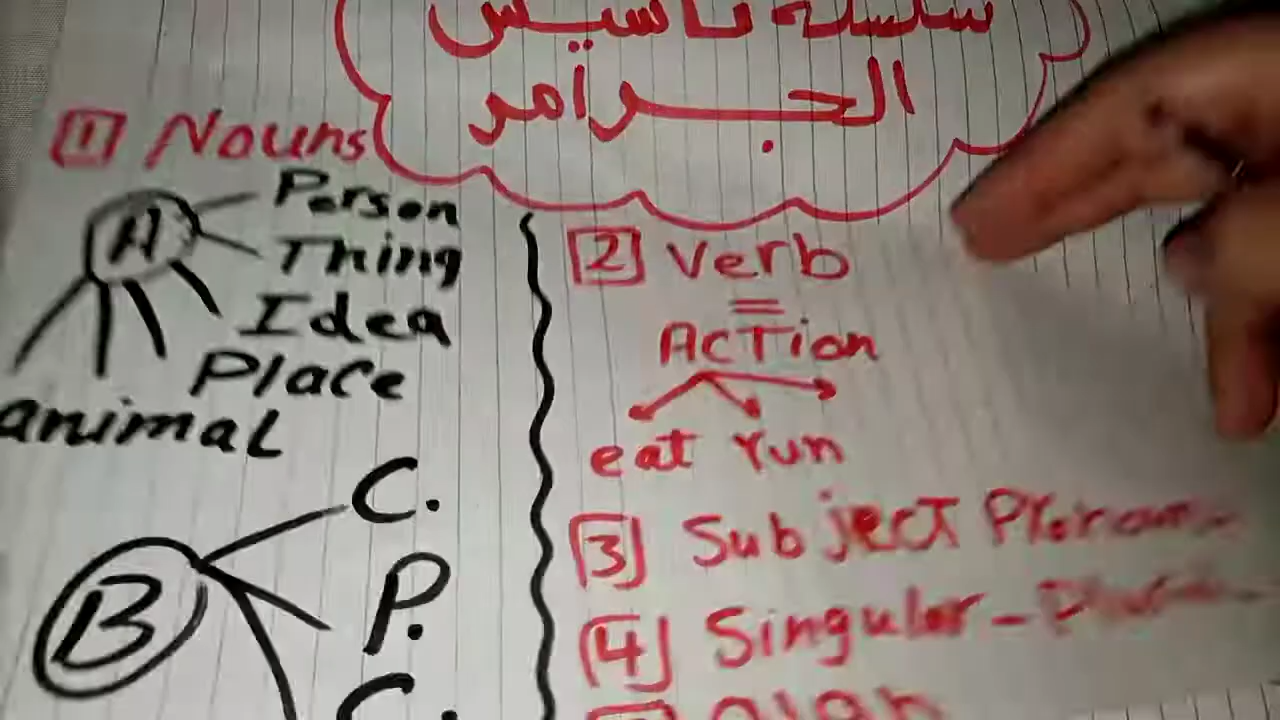 سلسلة تأسيس
الجرامر
1 Nouns
A
Person
Thing
Idea
Place
animal
B
C.
P.
C.
2 Verb
=
Action
eat run
3 Subject
4 Singular -